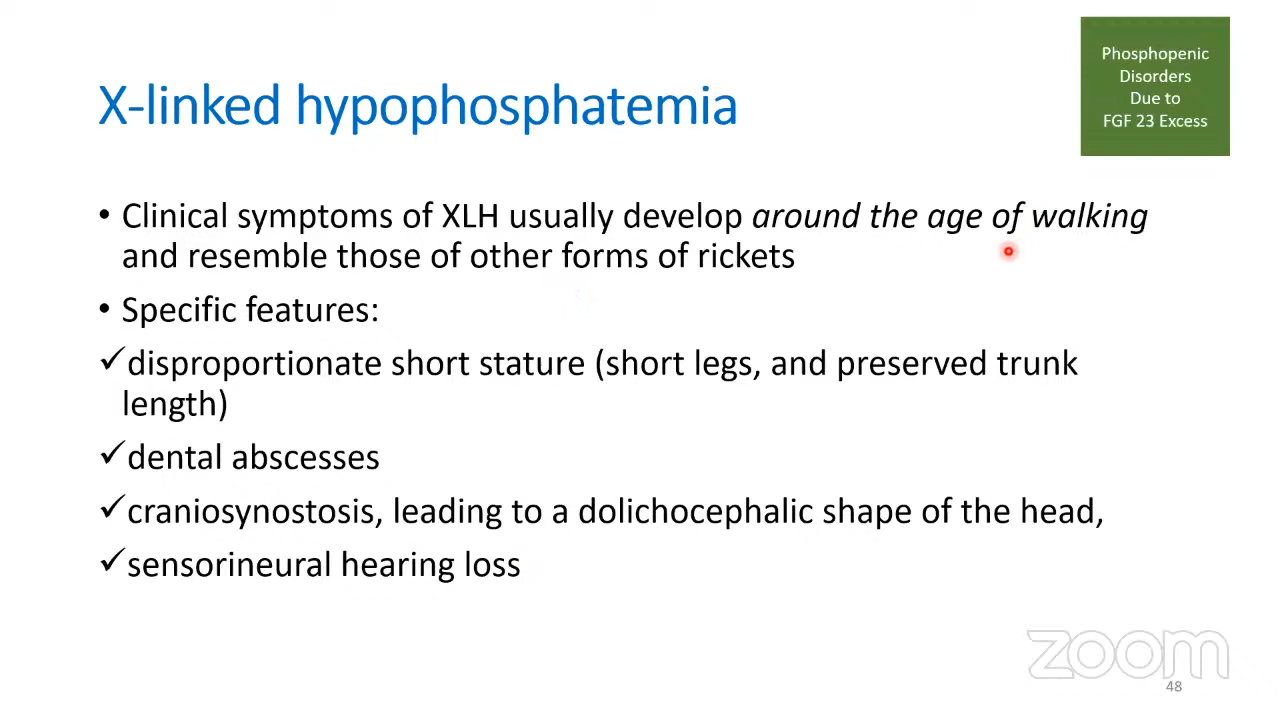 Phosphopenic
Disorders
Due to
FGF 23 Excess
X-linked hypophosphatemia
• Clinical symptoms of XLH usually develop around the age of walking
and resemble those of other forms of rickets
• Specific features:
✓disproportionate short stature (short legs, and preserved trunk
length)
✓dental abscesses
✓craniosynostosis, leading to a dolichocephalic shape of the head,
✓sensorineural hearing loss
zoom
48